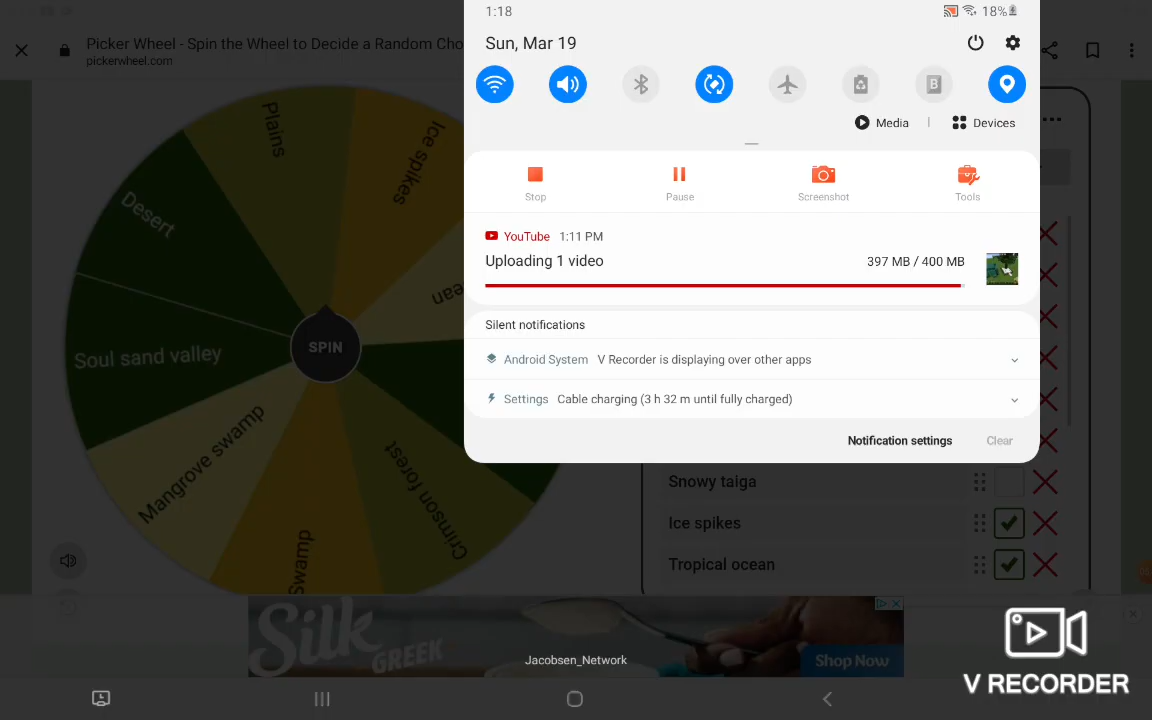 1:18
18%
Sun, Mar 19
Picker Wheel - Spin the Wheel to Decide a Random Cho
pickerwheel.com
Media | Devices
Stop
Pause
Screenshot
Tools
YouTube 1:11 PM
Uploading 1 video
397 MB / 400 MB
Silent notifications
Android System V Recorder is displaying over other apps
Settings Cable charging (3 h 32 m until fully charged)
Notification settings
Clear
Plains
Ice spikes
Desert
ean
Soul sand valley
SPIN
Mangrove swamp
Crimson forest
Swamp
Snowy taiga
Ice spikes
Tropical ocean
Silk
GREEK
Shop Now
Jacobsen_Network
V RECORDER